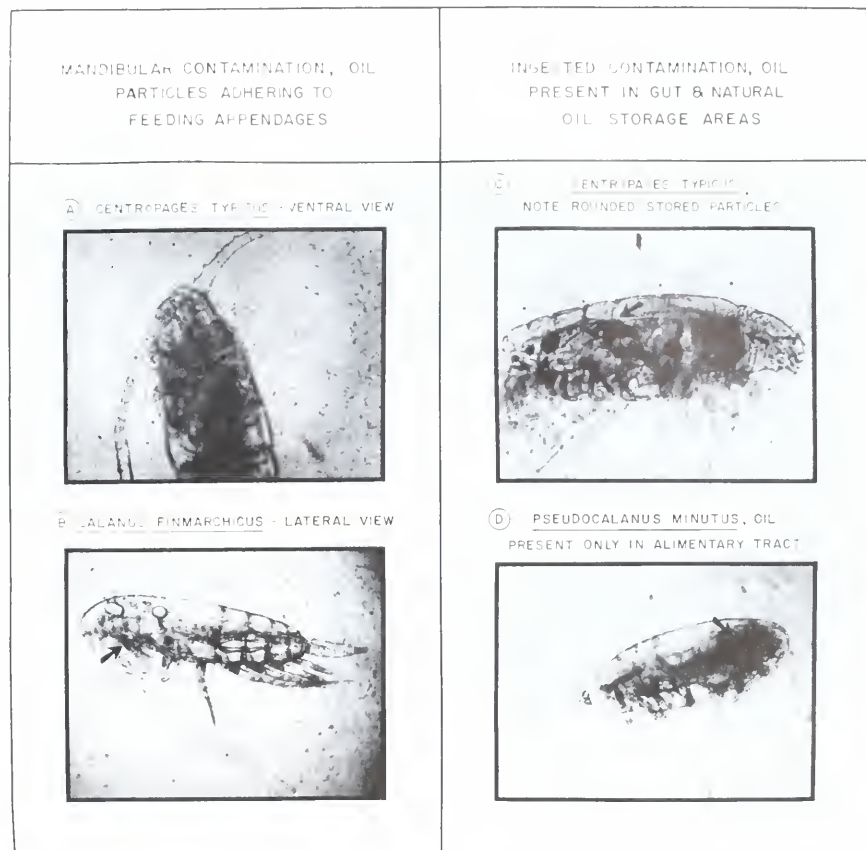 MANDIBULAR CONTAMINATION, OIL
PARTICLES ADHERING TO
FEEDING APPENDAGES
INGESTED CONTAMINATION, OIL
PRESENT IN GUT & NATURAL
OIL STORAGE AREAS
A CENTROPAGES TYPICUS - VENTRAL VIEW
B CALANUS FINMARCHICUS - LATERAL VIEW
C CENTROPAGES TYPICUS,
NOTE ROUNDED STORED PARTICLES
D PSEUDOCALANUS MINUTUS, OIL
PRESENT ONLY IN ALIMENTARY TRACT